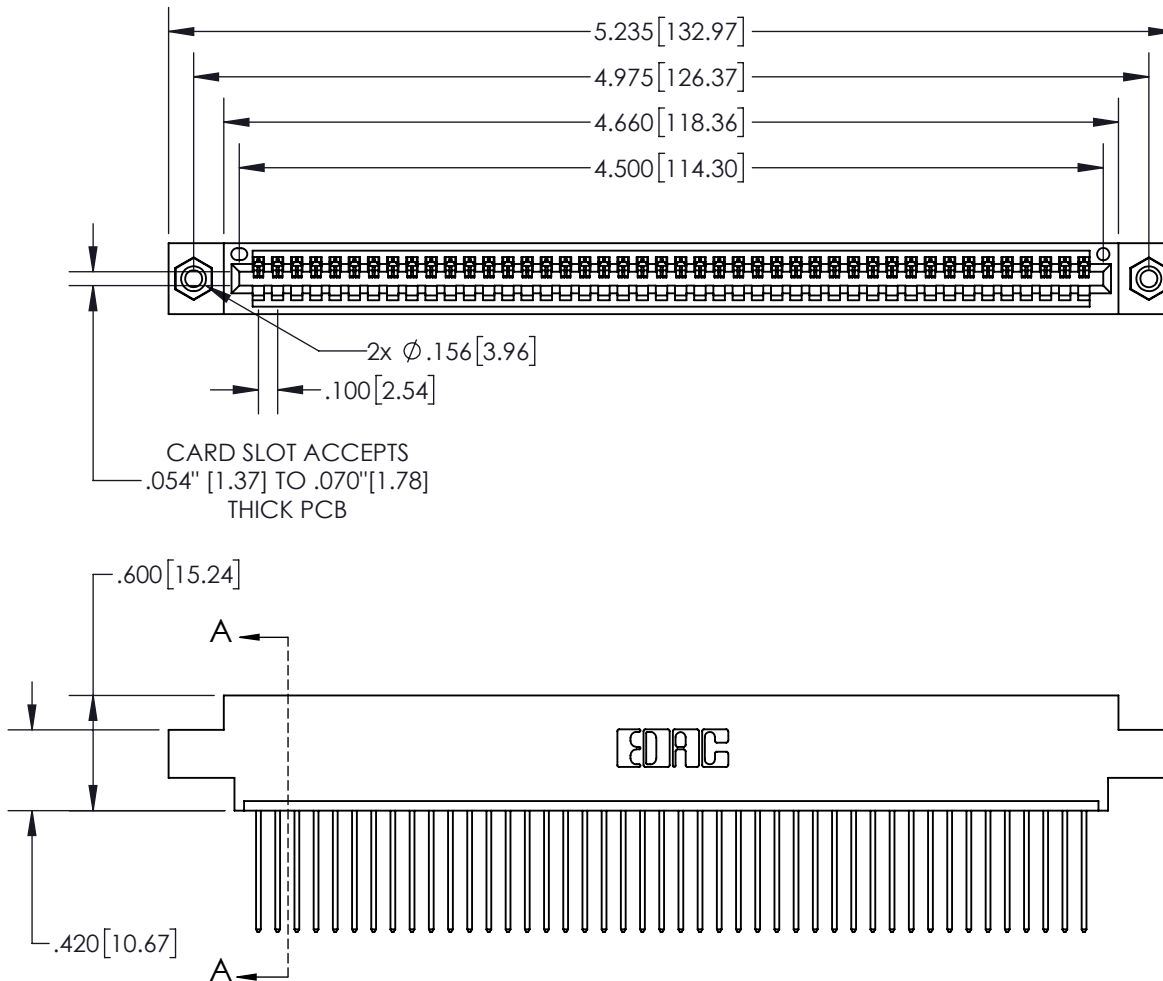 5.235[132.97]
4.975[126.37]
4.660[118.36]
4.500[114.30]
2x Ø.156[3.96]
.100[2.54]
CARD SLOT ACCEPTS
.054" [1.37] TO .070"[1.78]
THICK PCB
.600[15.24]
A
EDAC
.420[10.67]
A